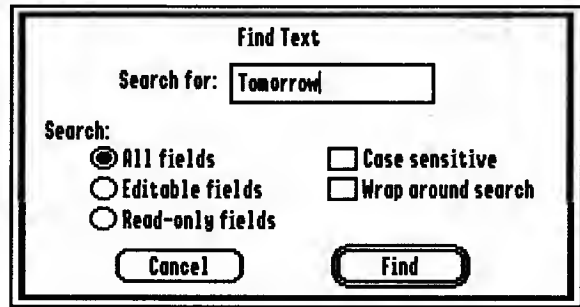 Find Text
Search for: Tomorrow
Search:
All fields
Case sensitive
Editable fields
Wrap around search
Read-only fields
Cancel
Find